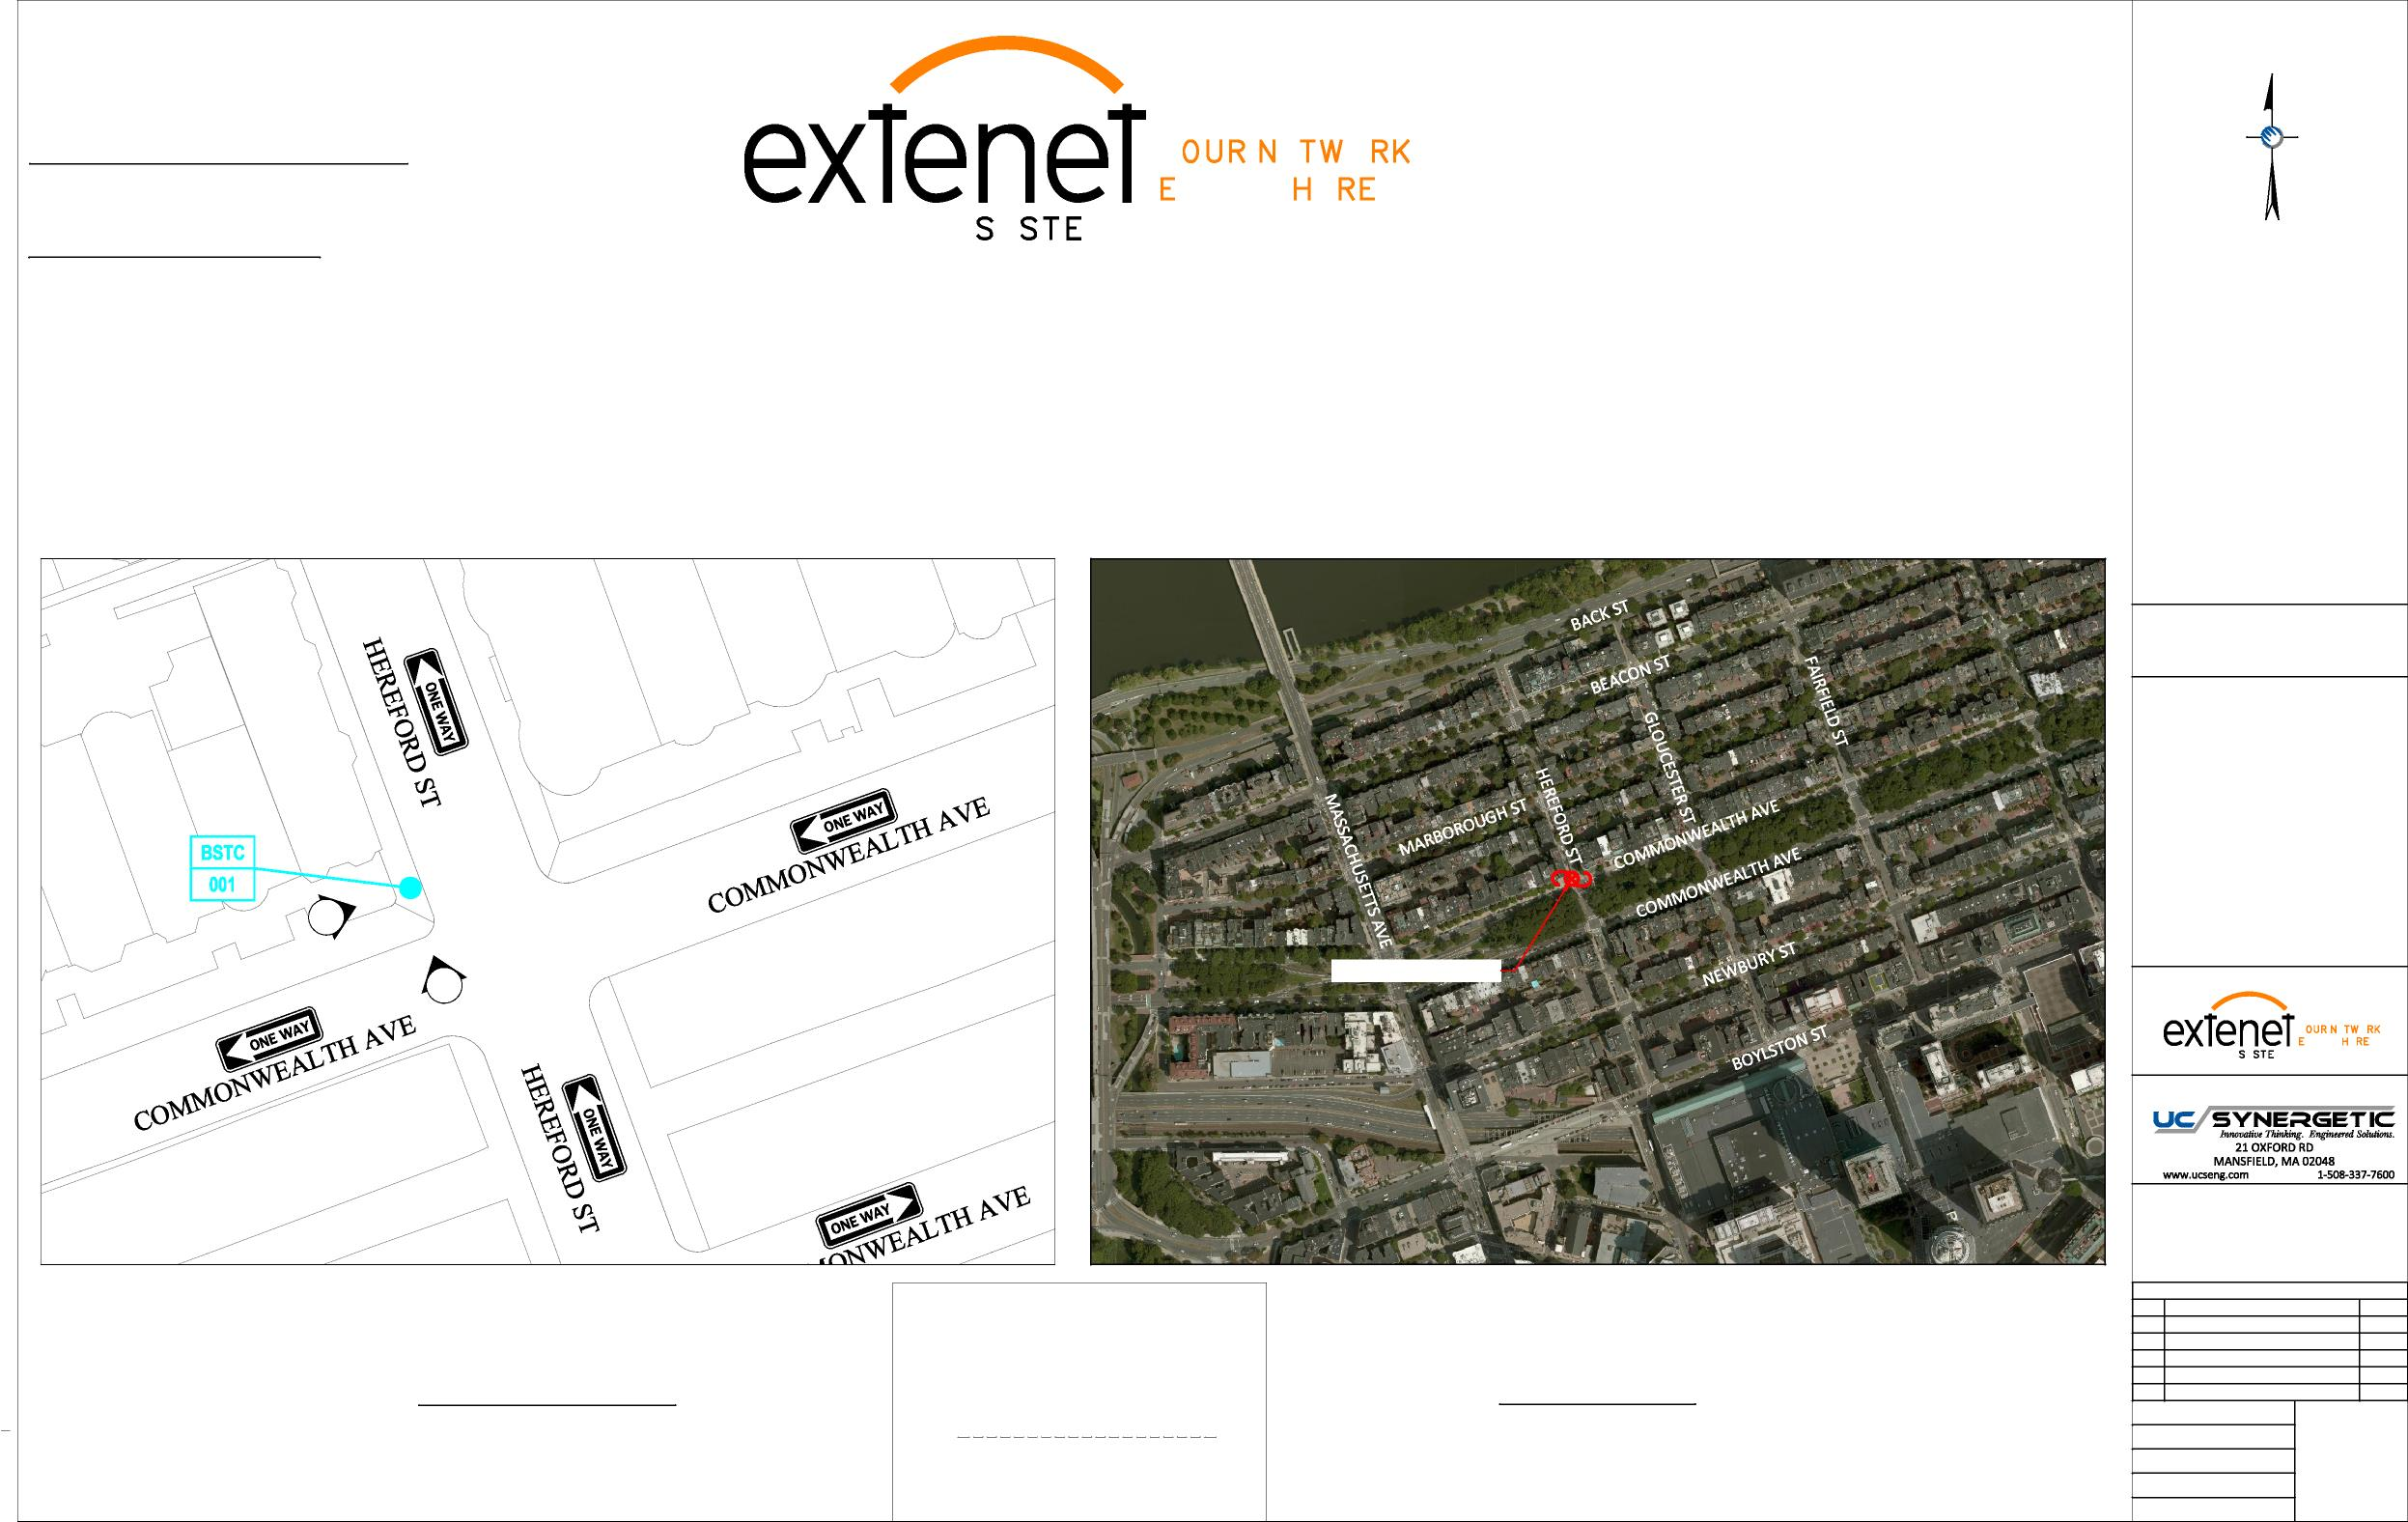 extenet
OUR N TW RK
E H RE
S STE
HEREFORD ST
ONE WAY
ONE WAY
COMMONWEALTH AVE
BSTC
001
ONE WAY
COMMONWEALTH AVE
HEREFORD ST
ONE WAY
ONE WAY
MONWEALTH AVE
BACK ST
BEACON ST
FAIRFIELD ST
GLOUCESTER ST
HEREFORD ST
MASSACHUSETTS AVE
MARBOROUGH ST
COMMONWEALTH AVE
COMMONWEALTH AVE
NEWBURY ST
BOYLSTON ST
extenet
OUR N TW RK
E H RE
S STE
UC SYNERGETIC
Innovative Thinking. Engineered Solutions.
21 OXFORD RD
MANSFIELD, MA 02048
www.ucseng.com 1-508-337-7600